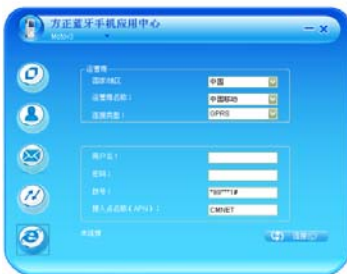 方正蓝牙手机应用中心
运营商
国家/地区： 中国
运营商名称： 中国移动
连接类型： GPRS
用户名：
密码：
拨号： *99***1#
接入点名称（APN）： CMNET
未连接